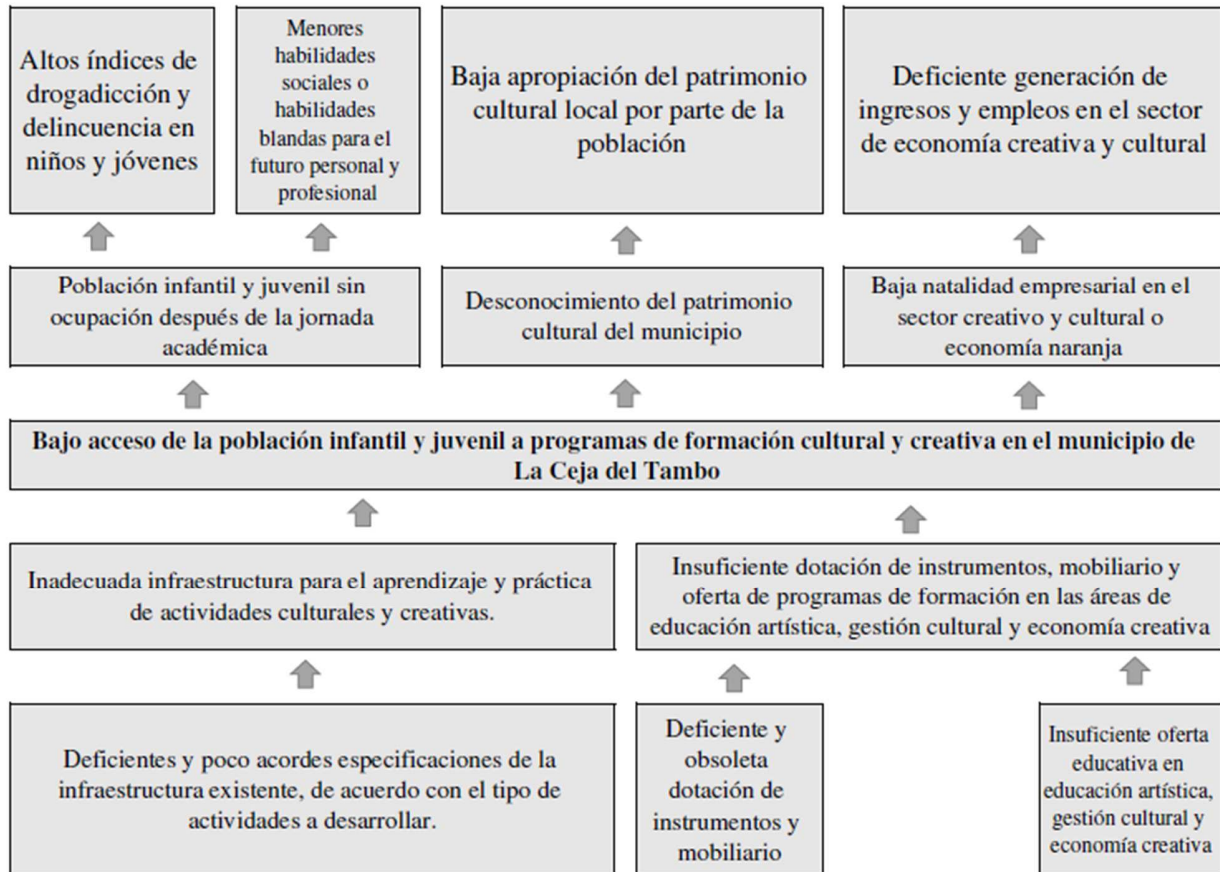 Altos índices de
drogadicción y
delincuencia en
niños y jóvenes
Menores
habilidades
sociales o
habilidades
blandas para el
futuro personal y
profesional
Baja apropiación del patrimonio
cultural local por parte de la
población
Deficiente generación de
ingresos y empleos en el sector
de economía creativa y cultural
Población infantil y juvenil sin
ocupación después de la jornada
académica
Desconocimiento del patrimonio
cultural del municipio
Baja natalidad empresarial en el
sector creativo y cultural o
economía naranja
Bajo acceso de la población infantil y juvenil a programas de formación cultural y creativa en el municipio de
La Ceja del Tambo
Inadecuada infraestructura para el aprendizaje y práctica
de actividades culturales y creativas.
Insuficiente dotación de instrumentos, mobiliario y
oferta de programas de formación en las áreas de
educación artística, gestión cultural y economía creativa
Deficientes y poco acordes especificaciones de la
infraestructura existente, de acuerdo con el tipo de
actividades a desarrollar.
Deficiente y
obsoleta
dotación de
instrumentos y
mobiliario
Insuficiente oferta
educativa en
educación artística,
gestión cultural y
economía creativa